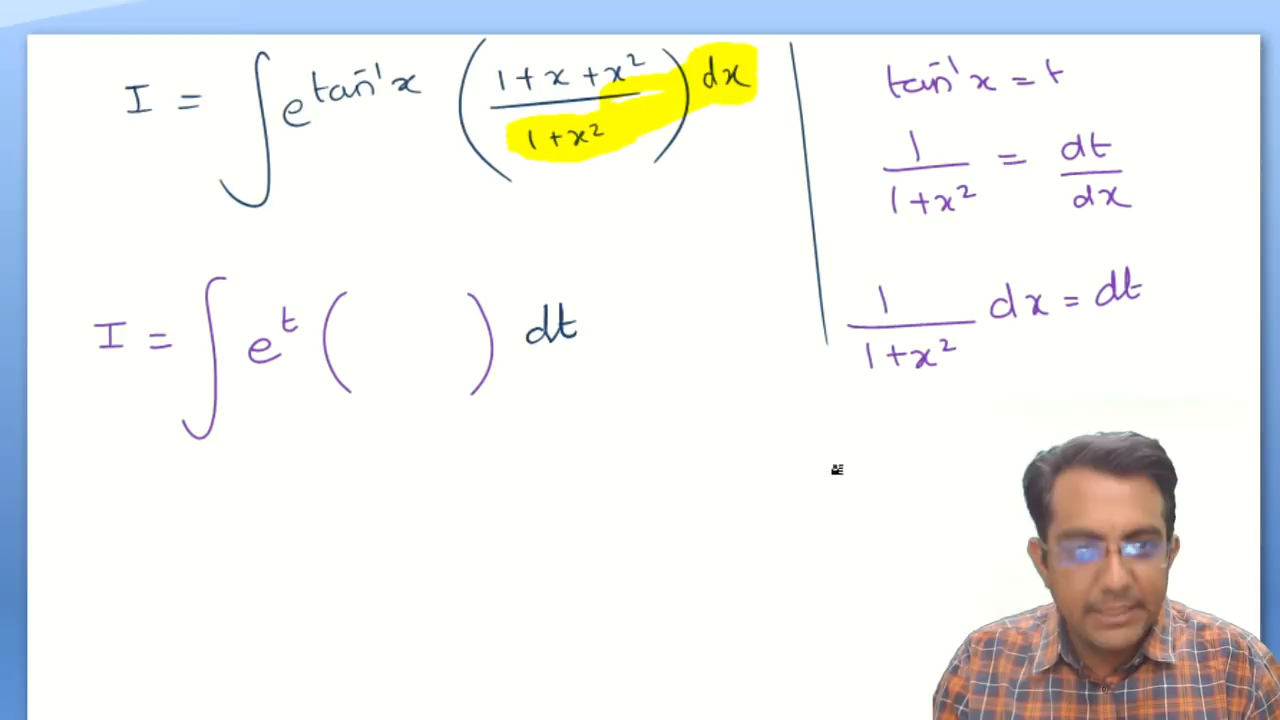 I = ∫ e^(tan⁻¹x) ((1 + x + x²)/(1 + x²)) dx
tan⁻¹x = t
1/(1 + x²) = dt/dx
1/(1 + x²) dx = dt
I = ∫ e^t ( ) dt